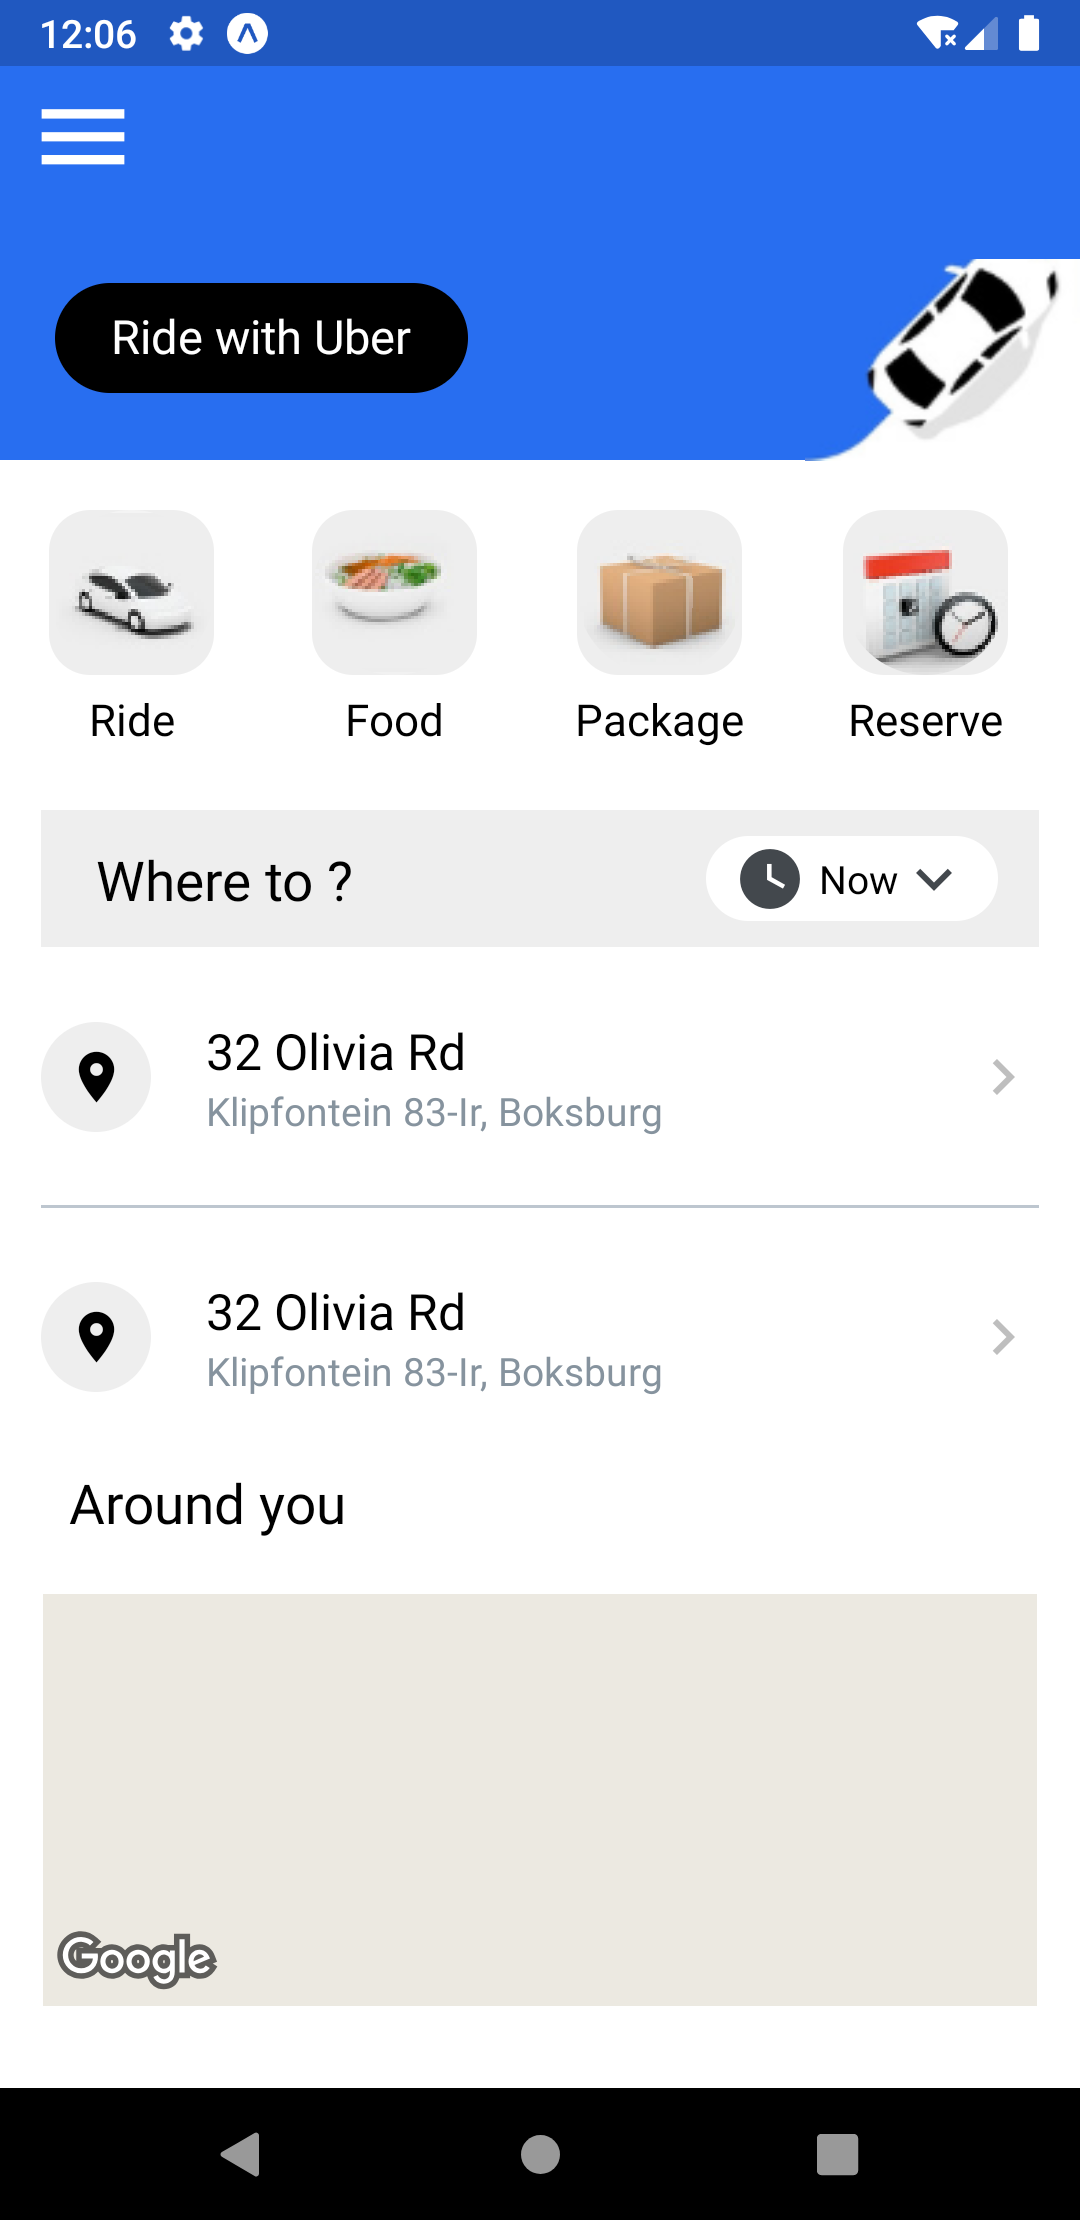 12:06
Ride with Uber
Ride
Food
Package
Reserve
Where to ?
Now
32 Olivia Rd
Klipfontein 83-Ir, Boksburg
32 Olivia Rd
Klipfontein 83-Ir, Boksburg
Around you
Google